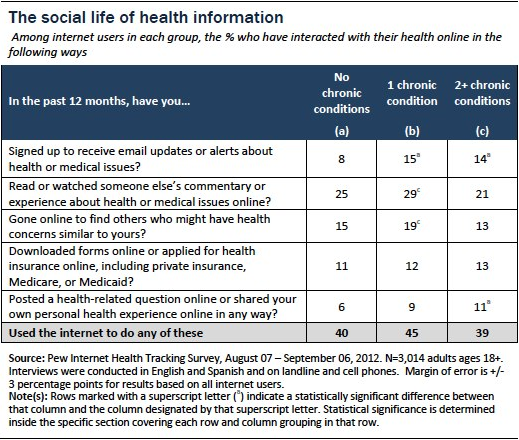 The social life of health information
Among internet users in each group, the % who have interacted with their health online in the
following ways
In the past 12 months, have you…
No
chronic
conditions
(a)
1 chronic
condition
(b)
2+ chronic
conditions
(c)
Signed up to receive email updates or alerts about
health or medical issues?
8 15ᵃ 14ᵃ
Read or watched someone else's commentary or
experience about health or medical issues online?
25 29ᶜ 21
Gone online to find others who might have health
concerns similar to yours?
15 19ᶜ 13
Downloaded forms online or applied for health
insurance online, including private insurance,
Medicare, or Medicaid?
11 12 13
Posted a health-related question online or shared your
own personal health experience online in any way?
6 9 11ᵃ
Used the internet to do any of these 40 45 39
Source: Pew Internet Health Tracking Survey, August 07 – September 06, 2012. N=3,014 adults ages 18+.
Interviews were conducted in English and Spanish and on landline and cell phones. Margin of error is +/-
3 percentage points for results based on all internet users.
Note(s): Rows marked with a superscript letter (ᵃ) indicate a statistically significant difference between
that column and the column designated by that superscript letter. Statistical significance is determined
inside the specific section covering each row and column grouping in that row.